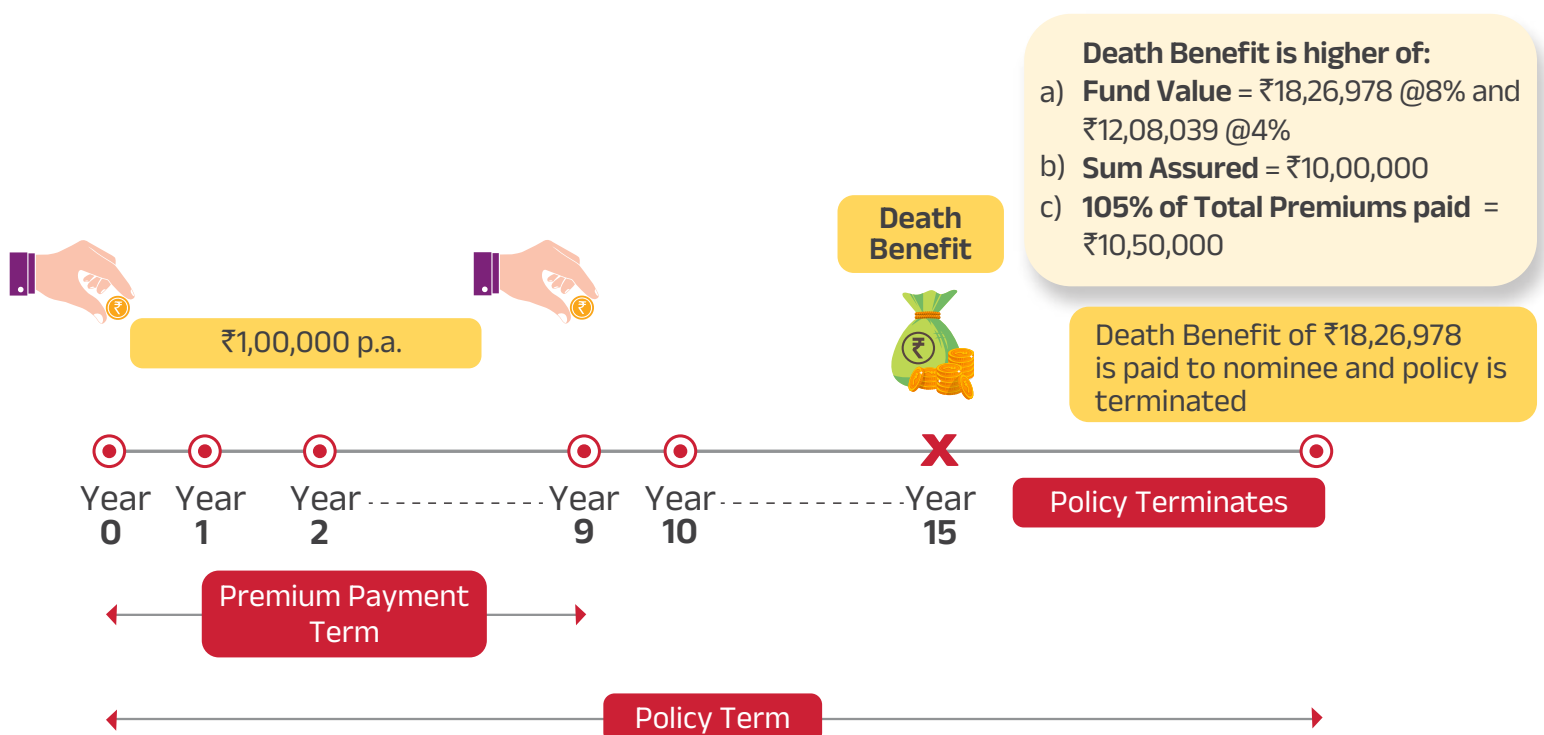 Death Benefit is higher of:
a) Fund Value = ₹18,26,978 @8% and
₹12,08,039 @4%
b) Sum Assured = ₹10,00,000
c) 105% of Total Premiums paid =
₹10,50,000
Death
Benefit
₹
₹
₹1,00,000 p.a.
₹
Death Benefit of ₹18,26,978
is paid to nominee and policy is
terminated
Year Year Year Year Year Year
0 1 2 9 10 15
Policy Terminates
Premium Payment
Term
Policy Term